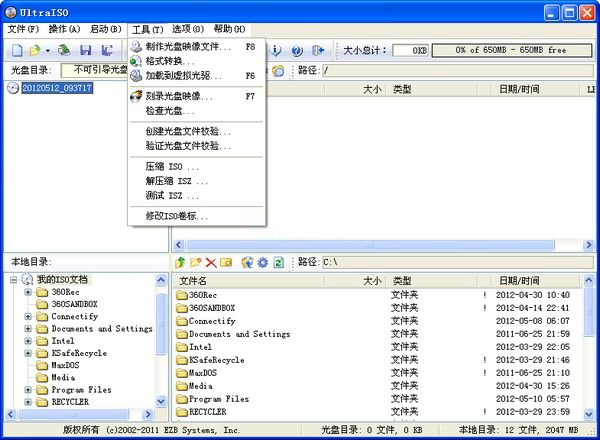 UltraISO
文件(F) 操作(A) 启动(B) 工具(T) 选项(O) 帮助(H)
大小总计: 0KB 0% of 650MB - 650MB free
光盘目录: 不可引导光盘 路径: /
制作光盘映像文件... F8
格式转换...
加载到虚拟光驱... F6
刻录光盘映像... F7
检查光盘...
创建光盘文件校验...
验证光盘文件校验...
压缩 ISO ...
解压缩 ISZ ...
测试 ISZ ...
修改ISO卷标...
20120512_093717
大小 类型 日期/时间 LB
本地目录: 路径: C:\
我的ISO文档
360Rec
360SANDBOX
Connectify
Documents and Settings
Intel
KSafeRecycle
MaxDOS
Media
Program Files
RECYCLER
文件名 大小 类型 日期/时间
360Rec 文件夹 ! 2012-04-30 10:40
360SANDBOX 文件夹 ! 2012-04-14 22:41
Connectify 文件夹 2012-05-08 06:07
Documents and Settings 文件夹 2011-06-25 21:56
Intel 文件夹 2012-03-29 22:05
KSafeRecycle 文件夹 ! 2012-03-29 21:46
MaxDOS 文件夹 ! 2011-06-25 21:10
Media 文件夹 2012-04-30 15:26
Program Files 文件夹 2012-05-10 05:57
RECYCLER 文件夹 ! 2012-03-29 23:59
版权所有 (c)2002-2011 EZB Systems, Inc. 光盘目录: 0 文件, 0 KB 本地目录: 12 文件, 2047 MB